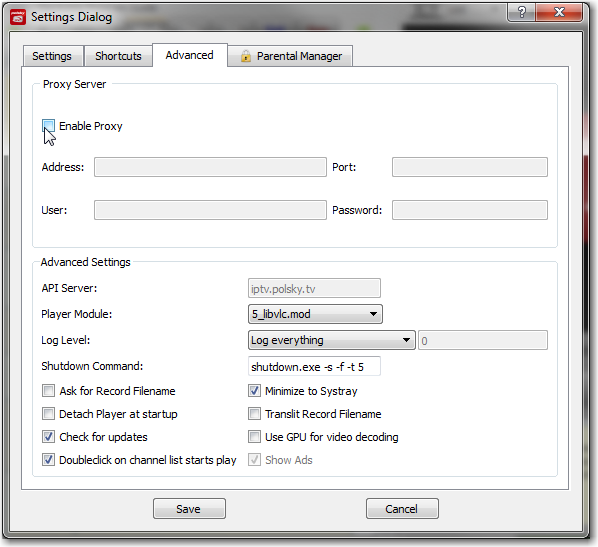 Settings Dialog
Settings Shortcuts Advanced Parental Manager
Proxy Server
Enable Proxy
Address: Port:
User: Password:
Advanced Settings
API Server: iptv.polsky.tv
Player Module: 5_libvlc.mod
Log Level: Log everything 0
Shutdown Command: shutdown.exe -s -f -t 5
Ask for Record Filename Minimize to Systray
Detach Player at startup Translit Record Filename
Check for updates Use GPU for video decoding
Doubleclick on channel list starts play Show Ads
Save Cancel